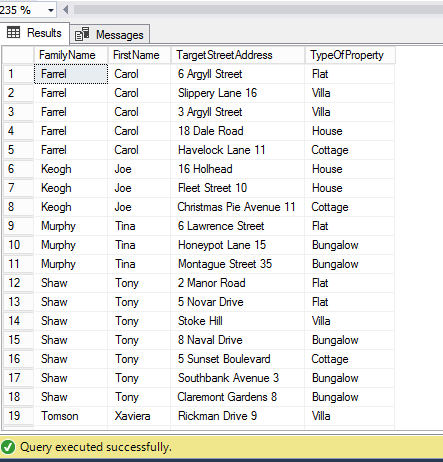 235 %
Results Messages
FamilyName FirstName TargetStreetAddress TypeOfProperty
1 Farrel Carol 6 Argyll Street Flat
2 Farrel Carol Slippery Lane 16 Villa
3 Farrel Carol 3 Argyll Street Villa
4 Farrel Carol 18 Dale Road House
5 Farrel Carol Havelock Lane 11 Cottage
6 Keogh Joe 16 Holhead House
7 Keogh Joe Fleet Street 10 House
8 Keogh Joe Christmas Pie Avenue 11 Cottage
9 Murphy Tina 6 Lawrence Street Flat
10 Murphy Tina Honeypot Lane 15 Bungalow
11 Murphy Tina Montague Street 35 Bungalow
12 Shaw Tony 2 Manor Road Flat
13 Shaw Tony 5 Novar Drive Flat
14 Shaw Tony Stoke Hill Villa
15 Shaw Tony 8 Naval Drive Bungalow
16 Shaw Tony 5 Sunset Boulevard Cottage
17 Shaw Tony Southbank Avenue 3 Bungalow
18 Shaw Tony Claremont Gardens 8 Bungalow
19 Tomson Xaviera Rickman Drive 9 Villa
Query executed successfully.